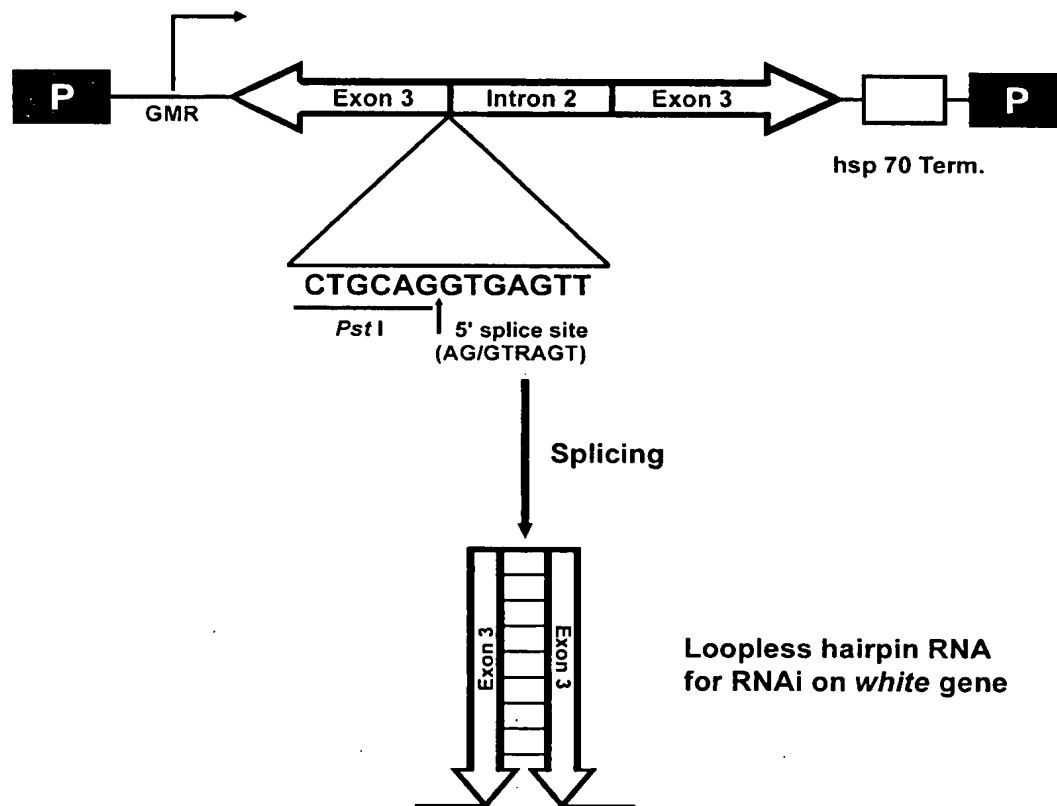 P
GMR
Exon 3
Intron 2
Exon 3
P
hsp 70 Term.
CTGCAGGTGAGTT
Pst I
5' splice site
(AG/GTRAGT)
Splicing
Exon 3
Exon 3
Loopless hairpin RNA
for RNAi on white gene